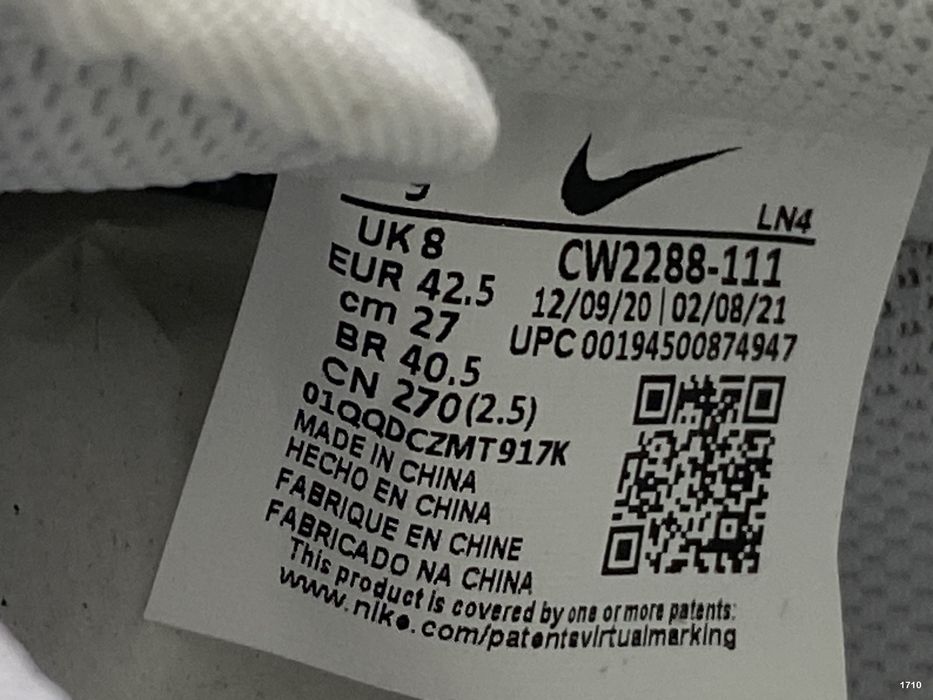 LN4
UK 8
EUR 42.5
cm 27
BR 40.5
CN 270(2.5)
CW2288-111
12/09/20 | 02/08/21
UPC 00194500874947
01QQDCZMT917K
MADE IN CHINA
HECHO EN CHINA
FABRIQUE EN CHINE
FABRICADO NA CHINA
This product is covered by one or more patents:
www.nike.com/patentsvirtualmarking
1710